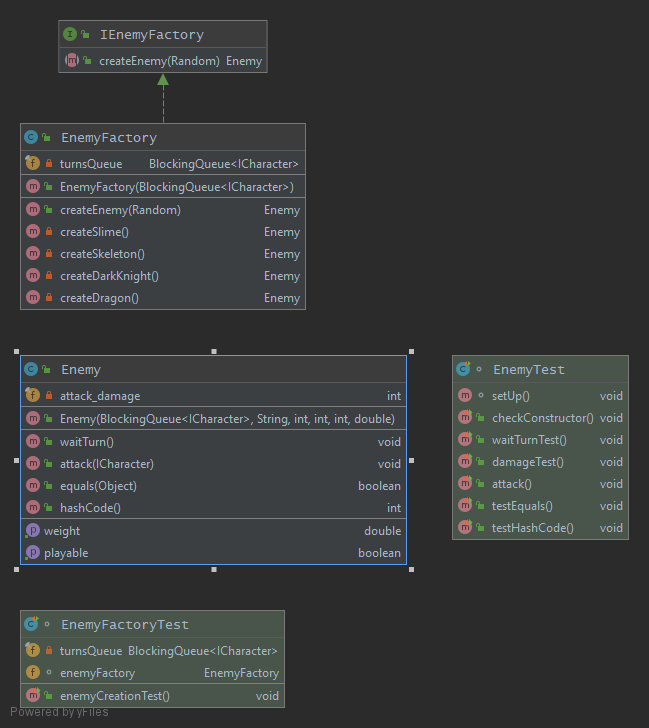 IEnemyFactory
createEnemy(Random) Enemy
EnemyFactory
turnsQueue BlockingQueue<ICharacter>
EnemyFactory(BlockingQueue<ICharacter>)
createEnemy(Random) Enemy
createSlime() Enemy
createSkeleton() Enemy
createDarkKnight() Enemy
createDragon() Enemy
Enemy
attack_damage int
Enemy(BlockingQueue<ICharacter>, String, int, int, int, double)
waitTurn() void
attack(ICharacter) void
equals(Object) boolean
hashCode() int
weight double
playable boolean
EnemyTest
setUp() void
checkConstructor() void
waitTurnTest() void
damageTest() void
attack() void
testEquals() void
testHashCode() void
EnemyFactoryTest
turnsQueue BlockingQueue<ICharacter>
enemyFactory EnemyFactory
enemyCreationTest() void
Powered by yFiles